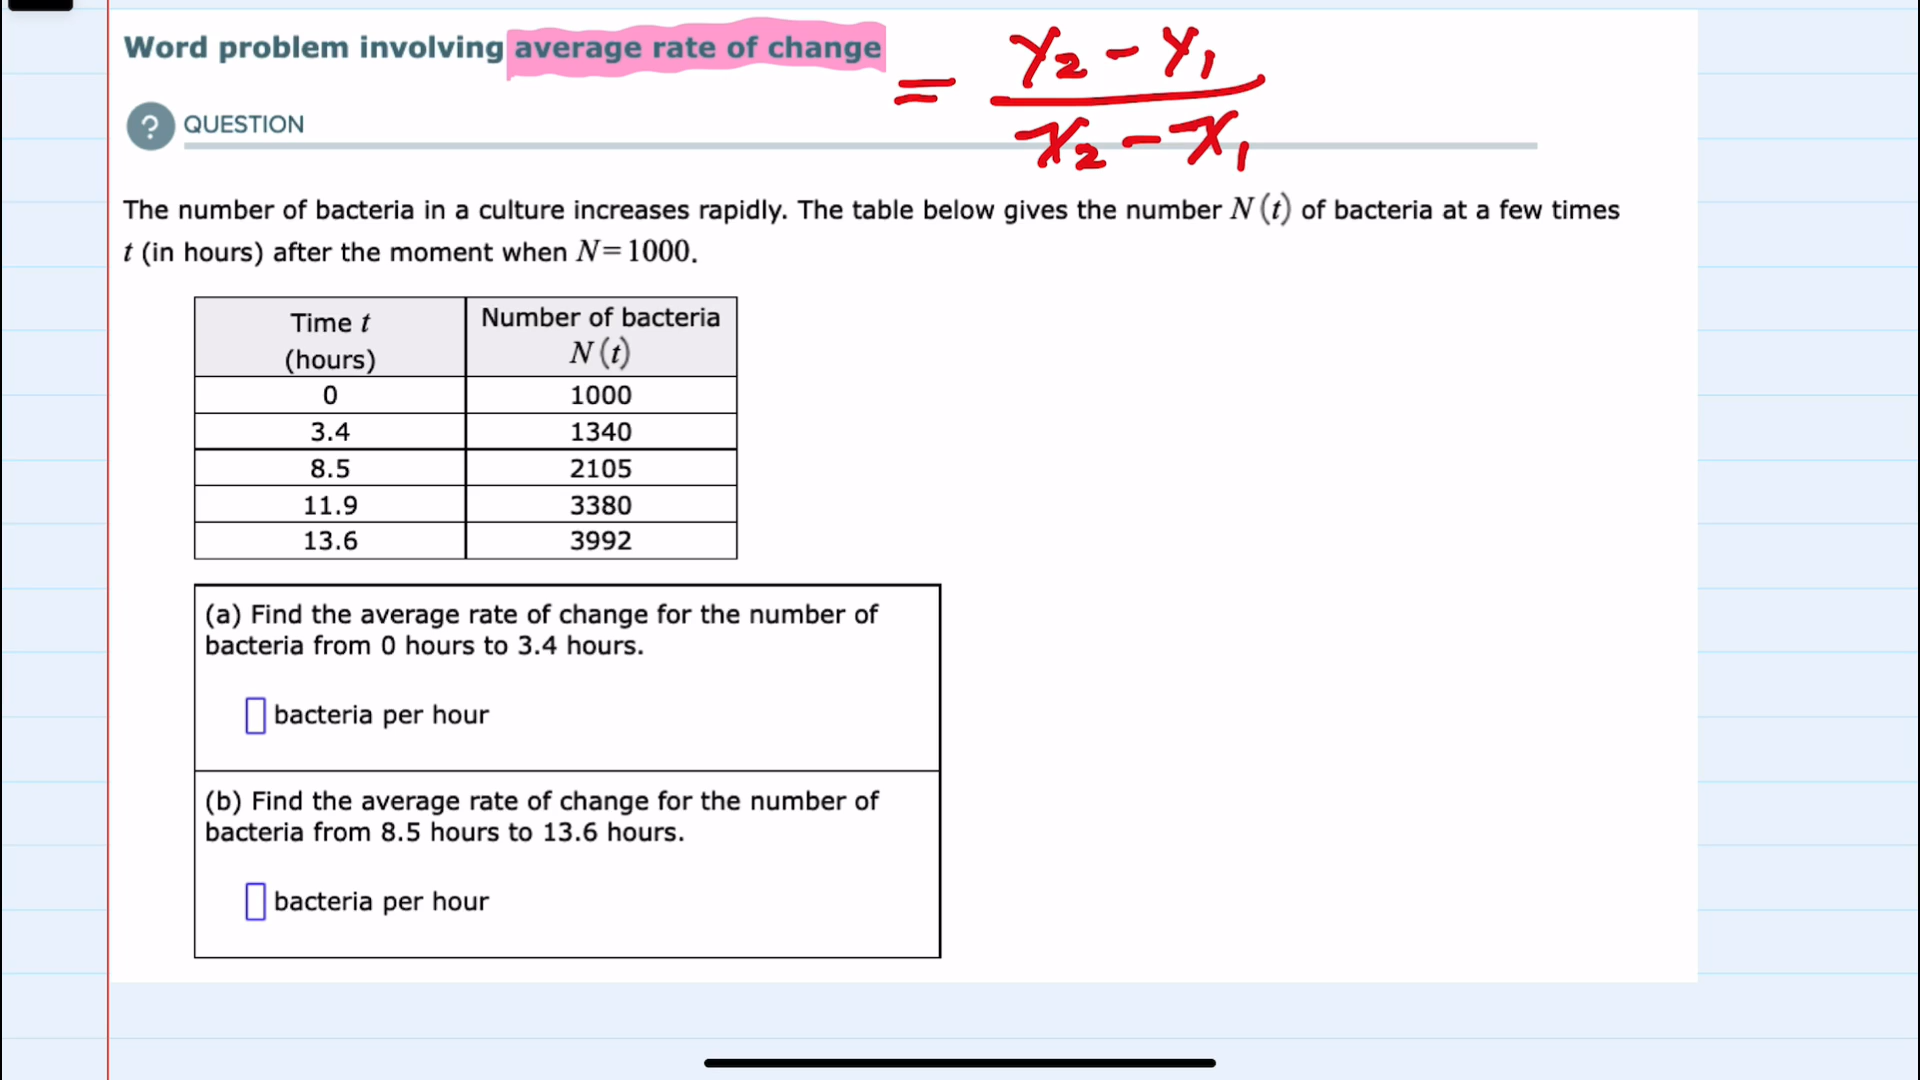 Word problem involving average rate of change = Y2 - Y1
x2 - x1
? QUESTION
The number of bacteria in a culture increases rapidly. The table below gives the number N(t) of bacteria at a few times
t (in hours) after the moment when N=1000.
Time t Number of bacteria
(hours) N(t)
0 1000
3.4 1340
8.5 2105
11.9 3380
13.6 3992
(a) Find the average rate of change for the number of
bacteria from 0 hours to 3.4 hours.
bacteria per hour
(b) Find the average rate of change for the number of
bacteria from 8.5 hours to 13.6 hours.
bacteria per hour